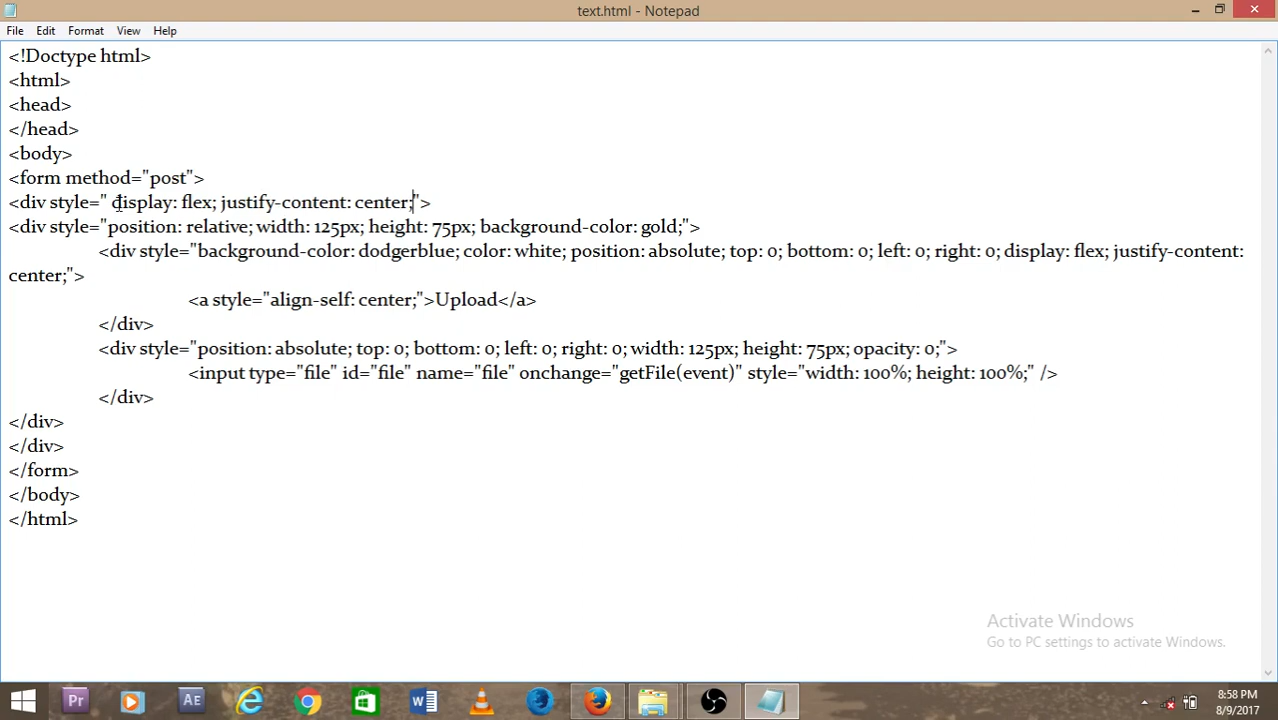 text.html - Notepad
File Edit Format View Help
<!Doctype html>
<html>
<head>
</head>
<body>
<form method="post">
<div style=" display: flex; justify-content: center;">
<div style="position: relative; width: 125px; height: 75px; background-color: gold;">
<div style="background-color: dodgerblue; color: white; position: absolute; top: 0; bottom: 0; left: 0; right: 0; display: flex; justify-content:
center;">
<a style="align-self: center;">Upload</a>
</div>
<div style="position: absolute; top: 0; bottom: 0; left: 0; right: 0; width: 125px; height: 75px; opacity: 0;">
<input type="file" id="file" name="file" onchange="getFile(event)" style="width: 100%; height: 100%;" />
</div>
</div>
</div>
</form>
</body>
</html>
Activate Windows
Go to PC settings to activate Windows.
Pr
AE
8:58 PM
8/9/2017